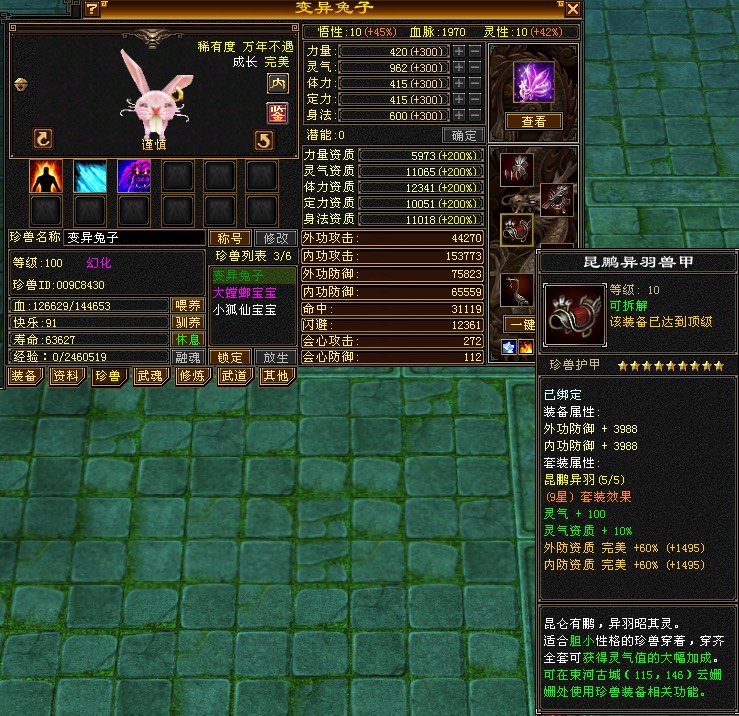 变异兔子
悟性:10 (+45%) 血脉:1970 灵性:10 (+42%)
稀有度 万年不遇
成长 完美
内
鉴
谨慎
力量: 420 (+300)
灵气: 962 (+300)
体力: 415 (+300)
定力: 415 (+300)
身法: 600 (+300)
潜能:0 确定
查看
力量资质 5973 (+200%)
灵气资质 11065 (+200%)
体力资质 12341 (+200%)
定力资质 10051 (+200%)
身法资质 11018 (+200%)
珍兽名称 变异兔子 称号 修改
等级:100 幻化
珍兽ID:009C8430
珍兽列表 3/6
变异兔子
大螳螂宝宝
小狐仙宝宝
血:126629/144653 喂养
快乐:91 驯养
寿命:63627 休息
经验: 0/2460519 融魂 锁定 放生
外功攻击: 44270
内功攻击: 153773
外功防御: 75823
内功防御: 65559
命中: 31119
闪避: 12361
会心攻击: 272
会心防御: 112
一键
装备 资料 珍兽 武魂 修炼 武道 其他
昆鹏异羽兽甲
等级: 10
可拆解
该装备已达到顶级
珍兽护甲 ★★★★★★★★★
已绑定
装备属性:
外功防御 + 3988
内功防御 + 3988
套装属性:
昆鹏异羽(5/5)
(9星) 套装效果
灵气 + 100
灵气资质 + 10%
外防资质 完美 +60% (+1495)
内防资质 完美 +60% (+1495)
昆仑有鹏，异羽昭其灵。
适合胆小性格的珍兽穿着，穿齐
全套可获得灵气值的大幅加成。
可在束河古城（115，146）云姗
姗处使用珍兽装备相关功能。